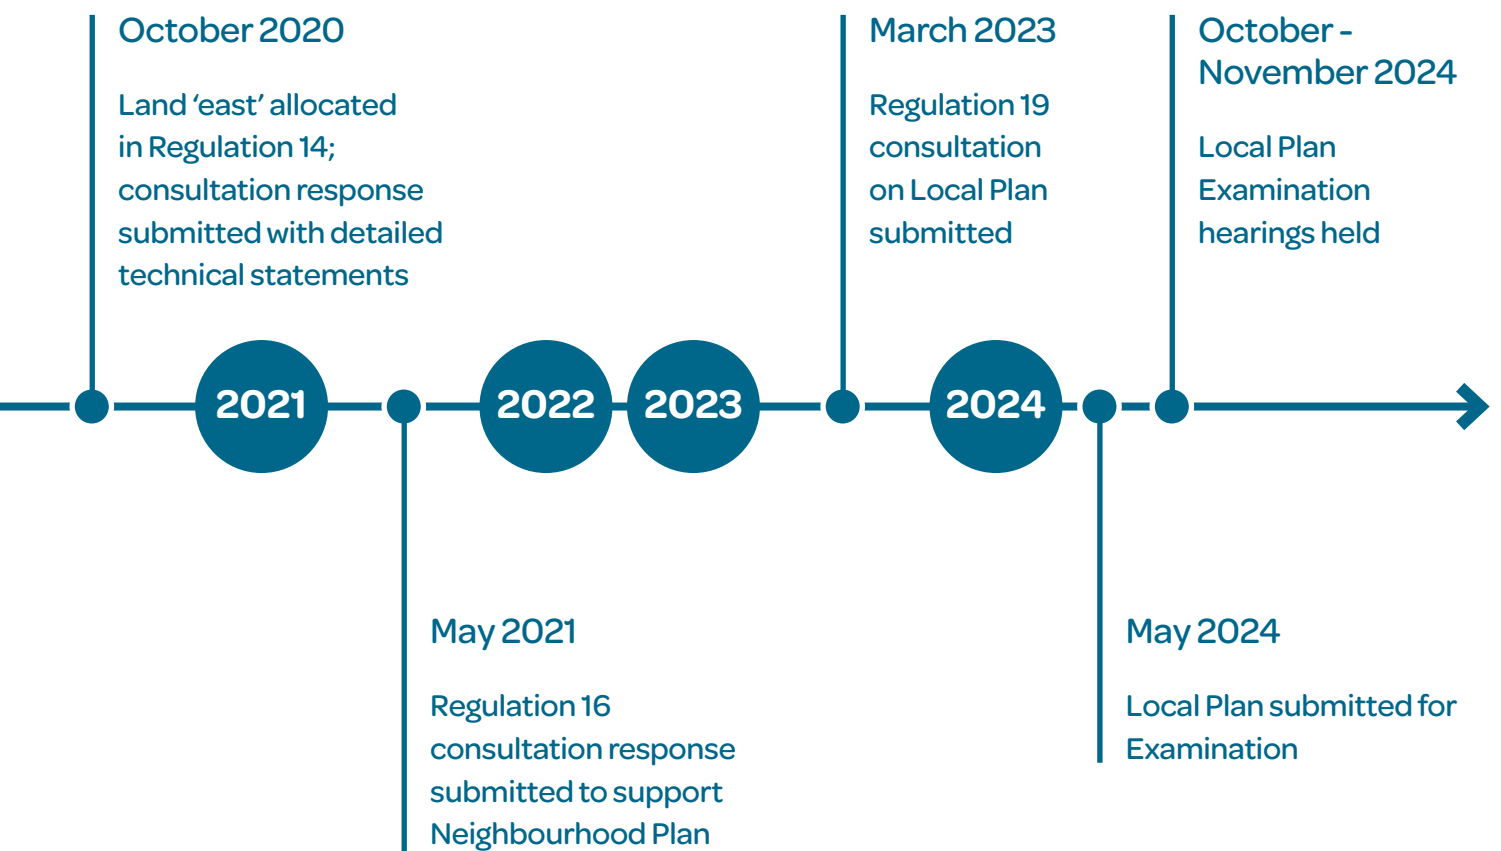 October 2020
Land ‘east’ allocated
in Regulation 14;
consultation response
submitted with detailed
technical statements
March 2023
Regulation 19
consultation
on Local Plan
submitted
October -
November 2024
Local Plan
Examination
hearings held
2021
2022
2023
2024
May 2021
Regulation 16
consultation response
submitted to support
Neighbourhood Plan
May 2024
Local Plan submitted for
Examination